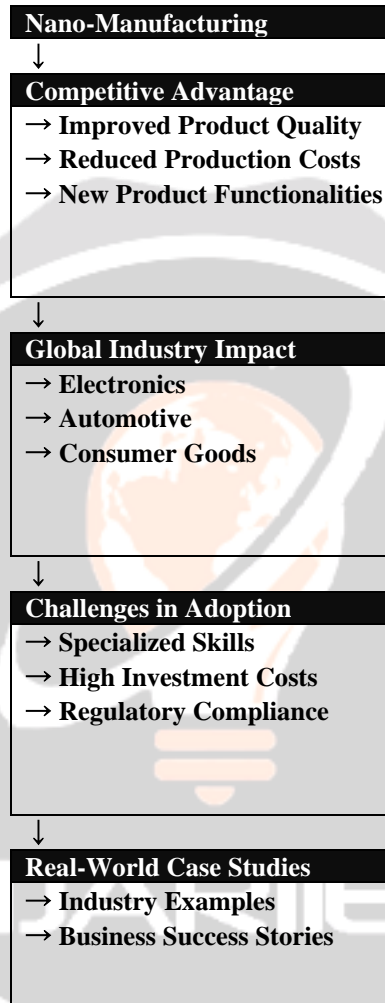 Nano-Manufacturing
↓
Competitive Advantage
→ Improved Product Quality
→ Reduced Production Costs
→ New Product Functionalities
↓
Global Industry Impact
→ Electronics
→ Automotive
→ Consumer Goods
↓
Challenges in Adoption
→ Specialized Skills
→ High Investment Costs
→ Regulatory Compliance
↓
Real-World Case Studies
→ Industry Examples
→ Business Success Stories